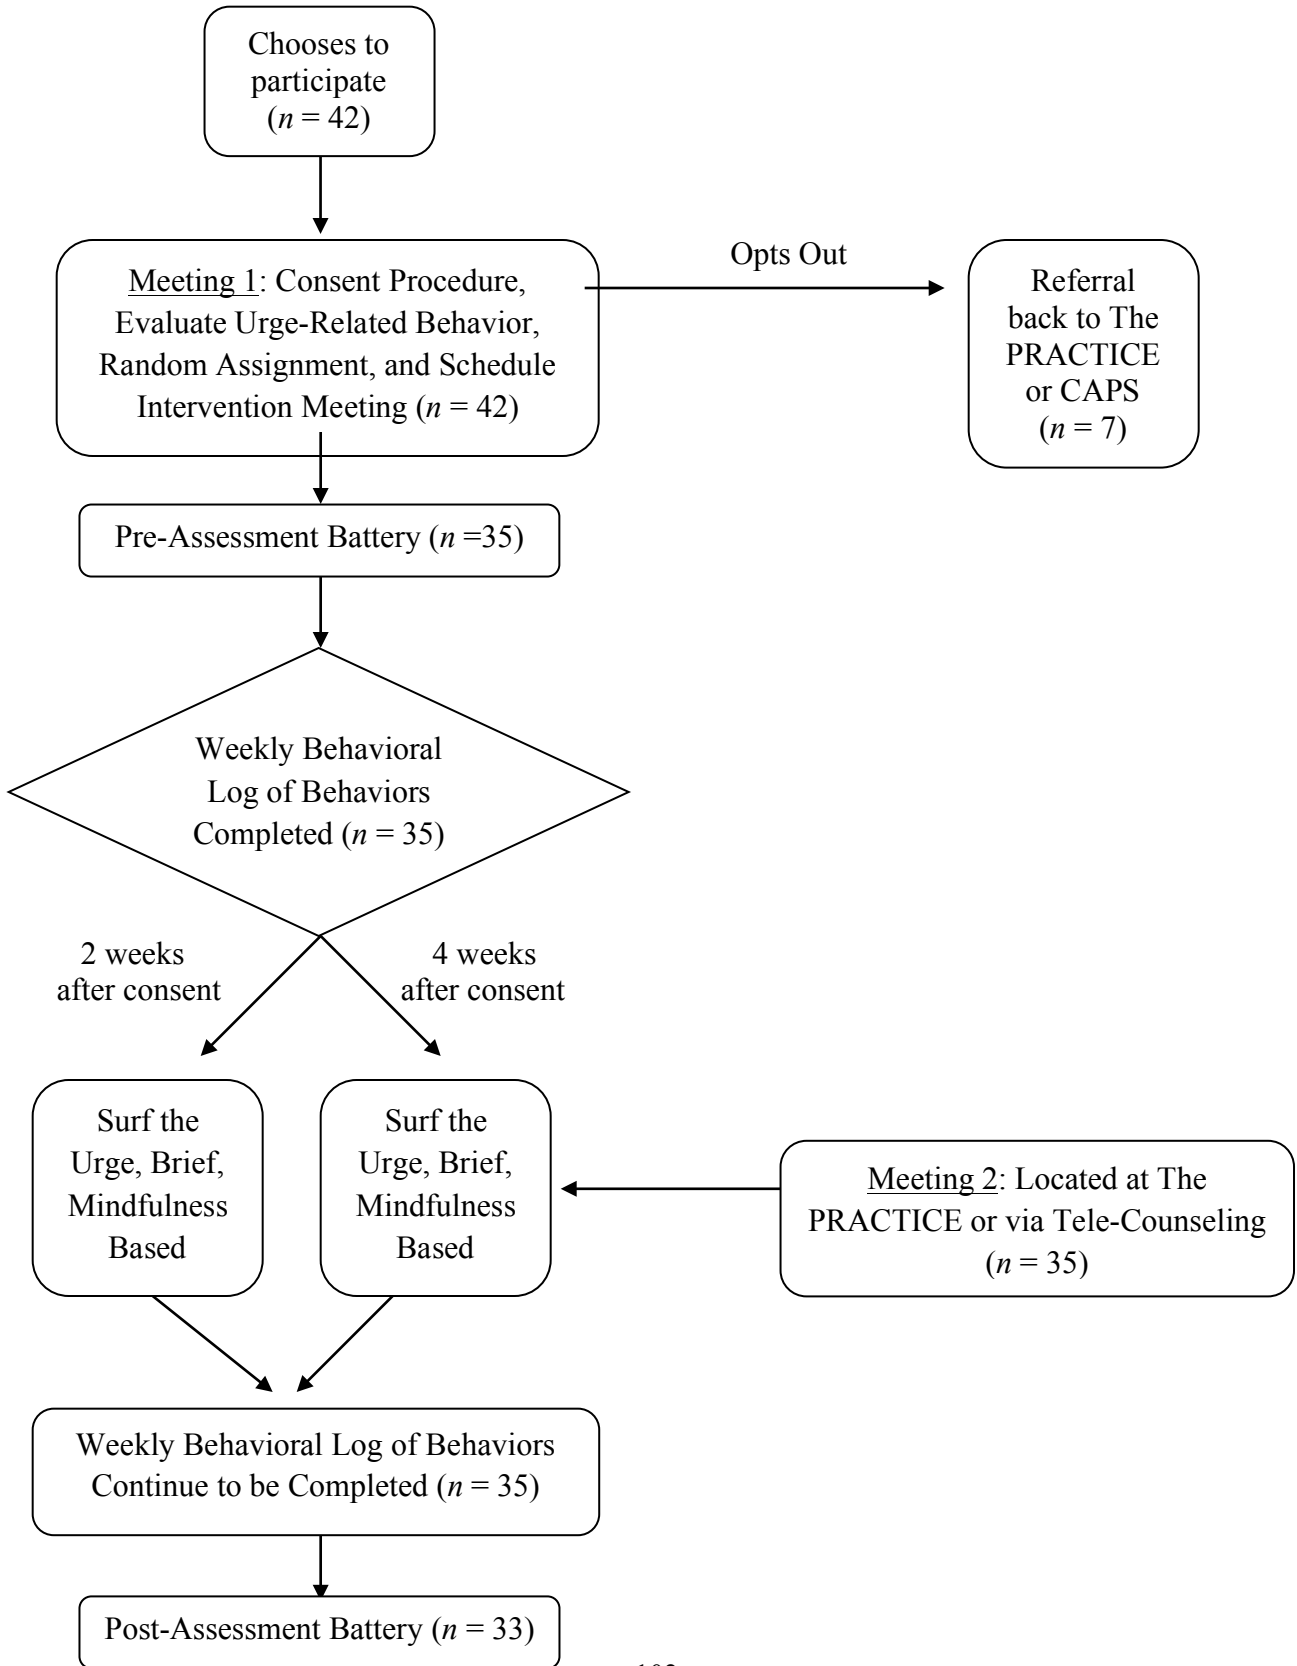 Chooses to
participate
(n = 42)
Meeting 1: Consent Procedure,
Evaluate Urge-Related Behavior,
Random Assignment, and Schedule
Intervention Meeting (n = 42)
Opts Out
Referral
back to The
PRACTICE
or CAPS
(n = 7)
Pre-Assessment Battery (n =35)
Weekly Behavioral
Log of Behaviors
Completed (n = 35)
2 weeks
after consent
4 weeks
after consent
Surf the
Urge, Brief,
Mindfulness
Based
Surf the
Urge, Brief,
Mindfulness
Based
Meeting 2: Located at The
PRACTICE or via Tele-Counseling
(n = 35)
Weekly Behavioral Log of Behaviors
Continue to be Completed (n = 35)
Post-Assessment Battery (n = 33)